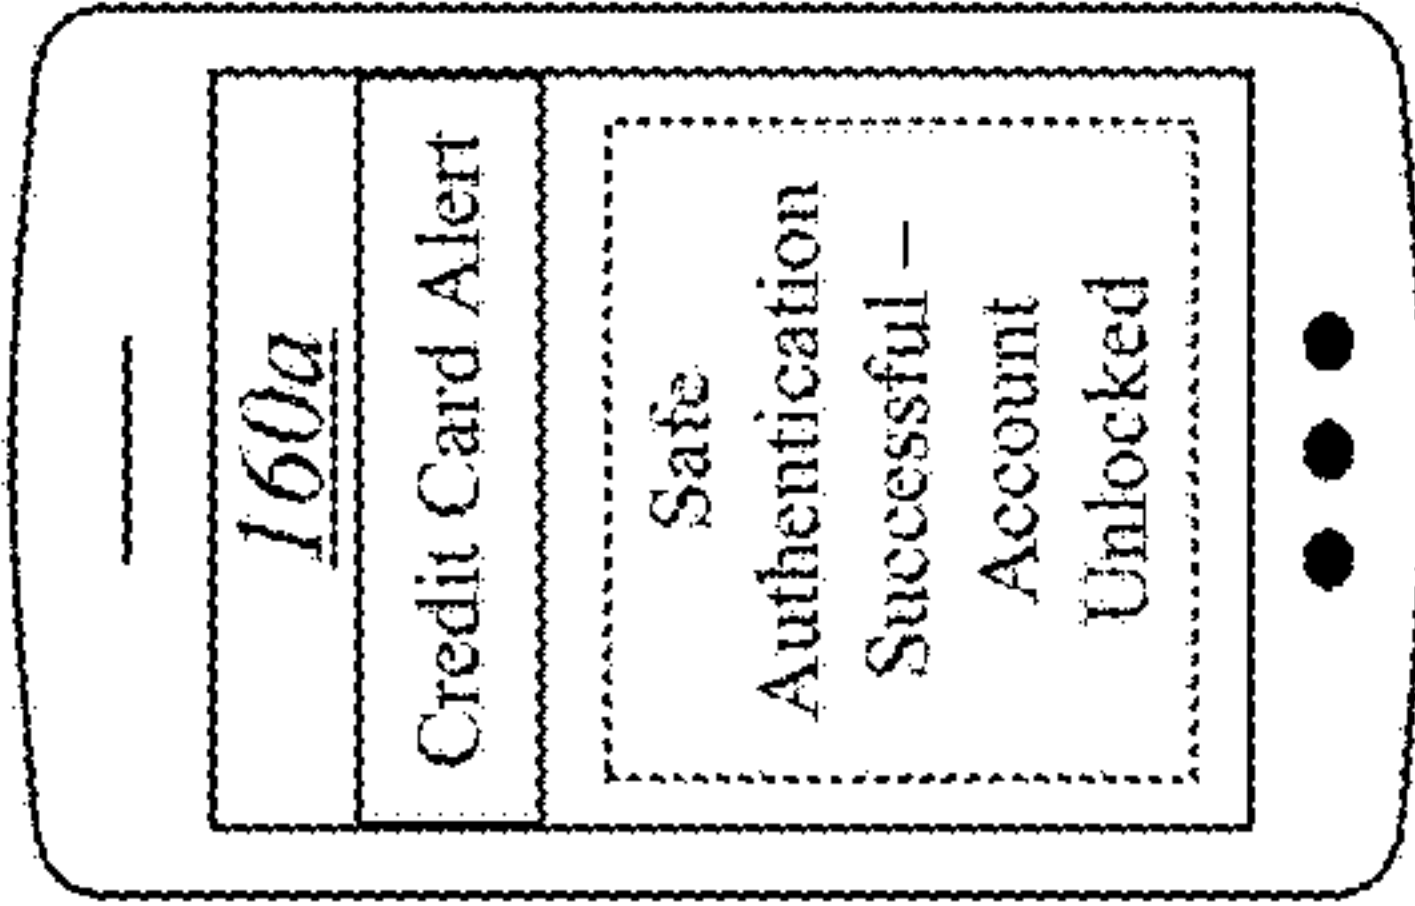 160a
Credit Card Alert
Safe
Authentication
Successful –
Account
Unlocked